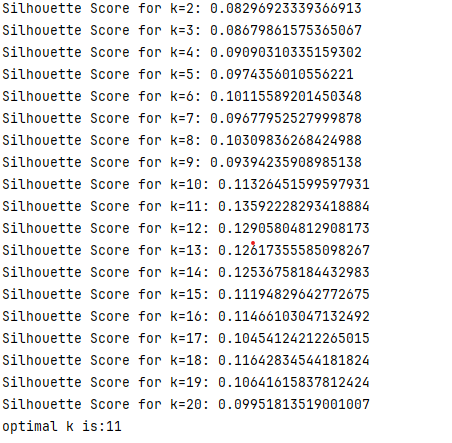 Silhouette Score for k=2: 0.08296923339366913
Silhouette Score for k=3: 0.08679861575365067
Silhouette Score for k=4: 0.09090310335159302
Silhouette Score for k=5: 0.0974356010556221
Silhouette Score for k=6: 0.10115589201450348
Silhouette Score for k=7: 0.09677952527999878
Silhouette Score for k=8: 0.10309836268424988
Silhouette Score for k=9: 0.09394235908985138
Silhouette Score for k=10: 0.11326451599597931
Silhouette Score for k=11: 0.13592228293418884
Silhouette Score for k=12: 0.12905804812908173
Silhouette Score for k=13: 0.12617355585098267
Silhouette Score for k=14: 0.12536758184432983
Silhouette Score for k=15: 0.11194829642772675
Silhouette Score for k=16: 0.11466103047132492
Silhouette Score for k=17: 0.10454124212265015
Silhouette Score for k=18: 0.11642834544181824
Silhouette Score for k=19: 0.10641615837812424
Silhouette Score for k=20: 0.09951813519001007
optimal k is:11